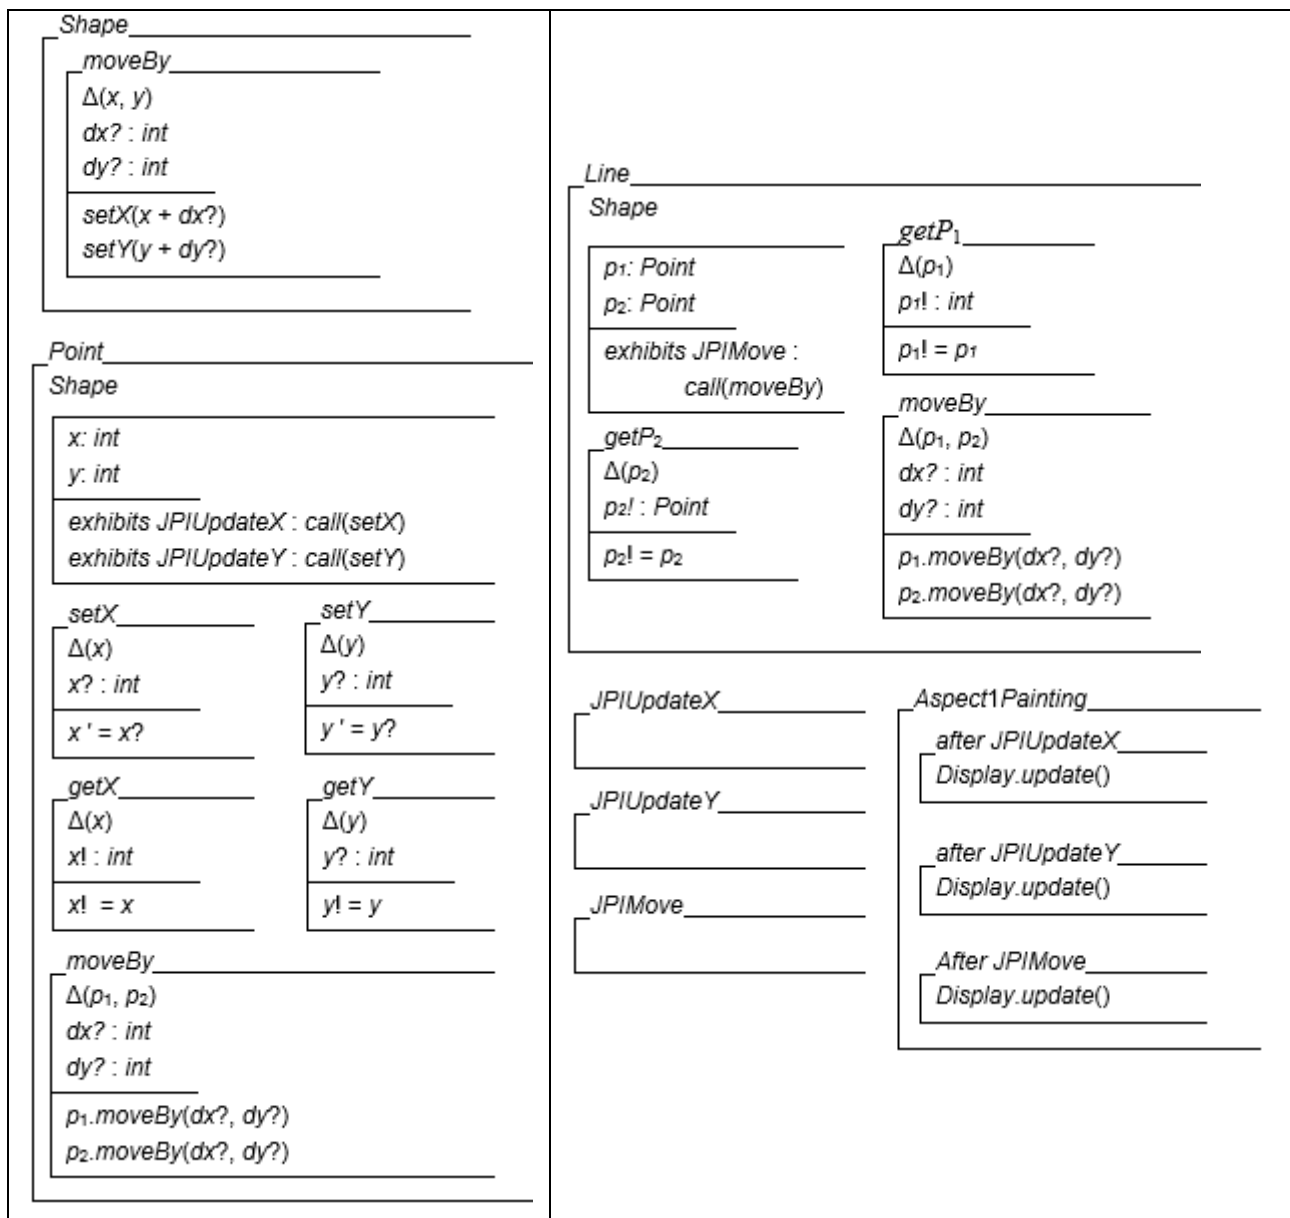 Shape
moveBy
Δ(x, y)
dx? : int
dy? : int
setX(x + dx?)
setY(y + dy?)
Point
Shape
x: int
y: int
exhibits JPIUpdateX : call(setX)
exhibits JPIUpdateY : call(setY)
setX
Δ(x)
x? : int
x ' = x?
setY
Δ(y)
y? : int
y ' = y?
getX
Δ(x)
x! : int
x! = x
getY
Δ(y)
y? : int
y! = y
moveBy
Δ(p₁, p₂)
dx? : int
dy? : int
p₁.moveBy(dx?, dy?)
p₂.moveBy(dx?, dy?)
Line
Shape
p₁: Point
p₂: Point
exhibits JPIMove :
call(moveBy)
getP₁
Δ(p₁)
p₁! : int
p₁! = p₁
getP₂
Δ(p₂)
p₂! : Point
p₂! = p₂
moveBy
Δ(p₁, p₂)
dx? : int
dy? : int
p₁.moveBy(dx?, dy?)
p₂.moveBy(dx?, dy?)
JPIUpdateX
JPIUpdateY
JPIMove
Aspect1Painting
after JPIUpdateX
Display.update()
after JPIUpdateY
Display.update()
After JPIMove
Display.update()